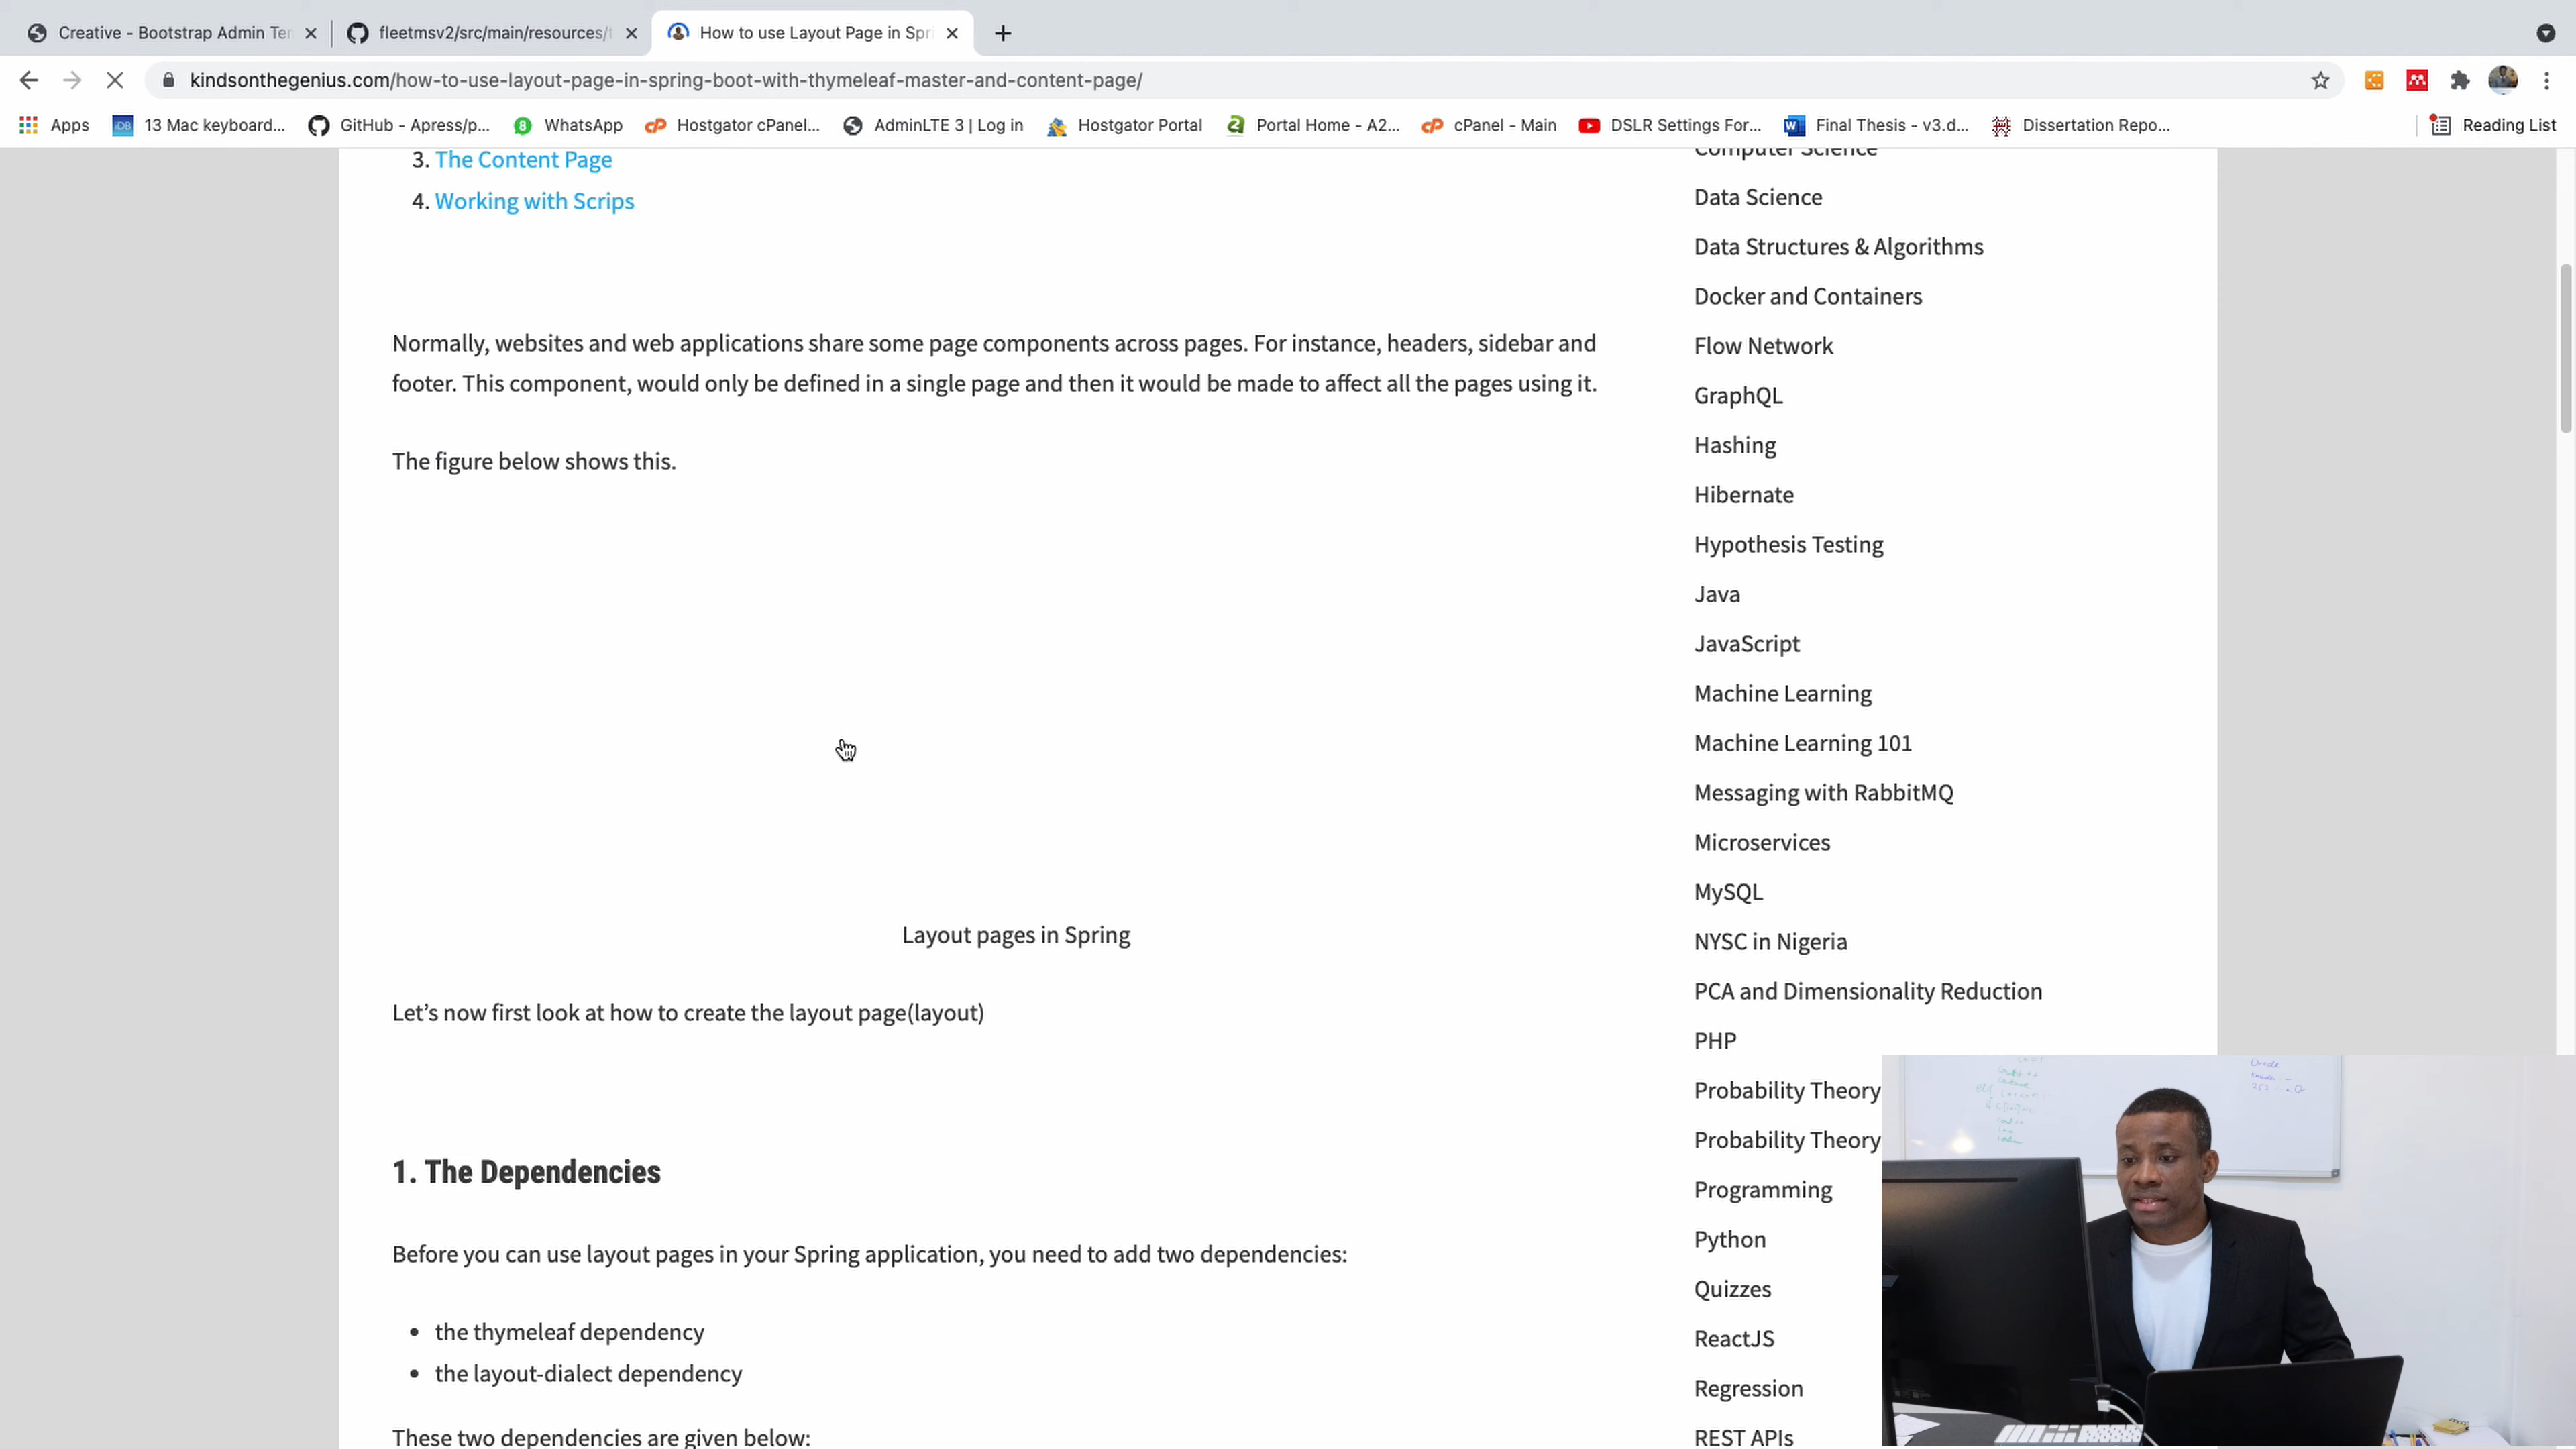 Creative - Bootstrap Admin Ter
fleetmsv2/src/main/resources/t
How to use Layout Page in Spri
kindsonthegenius.com/how-to-use-layout-page-in-spring-boot-with-thymeleaf-master-and-content-page/
Apps
13 Mac keyboard...
GitHub - Apress/p...
WhatsApp
Hostgator cPanel...
AdminLTE 3 | Log in
Hostgator Portal
Portal Home - A2...
cPanel - Main
DSLR Settings For...
Final Thesis - v3.d...
Dissertation Repo...
Reading List
3. The Content Page
4. Working with Scrips
Normally, websites and web applications share some page components across pages. For instance, headers, sidebar and
footer. This component, would only be defined in a single page and then it would be made to affect all the pages using it.
The figure below shows this.
Layout pages in Spring
Let’s now first look at how to create the layout page(layout)
1. The Dependencies
Before you can use layout pages in your Spring application, you need to add two dependencies:
• the thymeleaf dependency
• the layout-dialect dependency
These two dependencies are given below:
Computer Science
Data Science
Data Structures & Algorithms
Docker and Containers
Flow Network
GraphQL
Hashing
Hibernate
Hypothesis Testing
Java
JavaScript
Machine Learning
Machine Learning 101
Messaging with RabbitMQ
Microservices
MySQL
NYSC in Nigeria
PCA and Dimensionality Reduction
PHP
Probability Theory
Probability Theory
Programming
Python
Quizzes
ReactJS
Regression
REST APIs